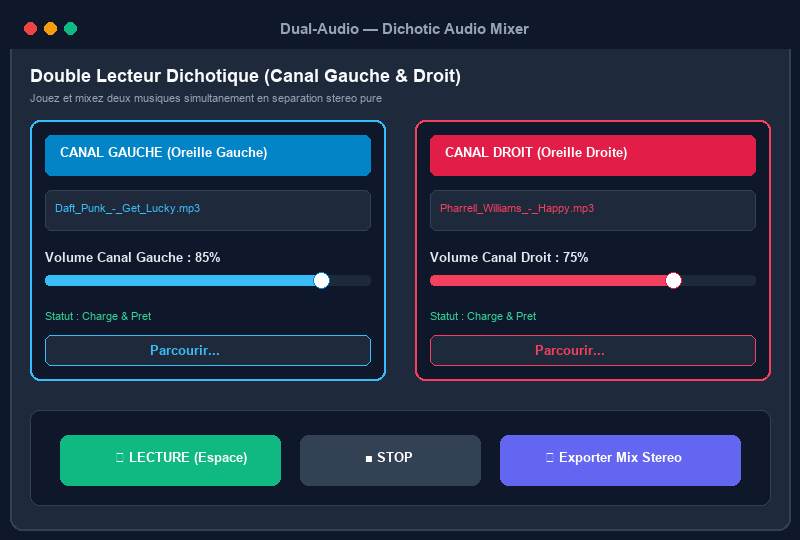 Dual-Audio — Dichotic Audio Mixer
Double Lecteur Dichotique (Canal Gauche & Droit)
Jouez et mixez deux musiques simultanement en separation stereo pure
CANAL GAUCHE (Oreille Gauche)
Daft_Punk_-_Get_Lucky.mp3
Volume Canal Gauche : 85%
Statut : Charge & Pret
Parcourir...
CANAL DROIT (Oreille Droite)
Pharrell_Williams_-_Happy.mp3
Volume Canal Droit : 75%
Statut : Charge & Pret
Parcourir...
LECTURE (Espace)
■ STOP
Exporter Mix Stereo